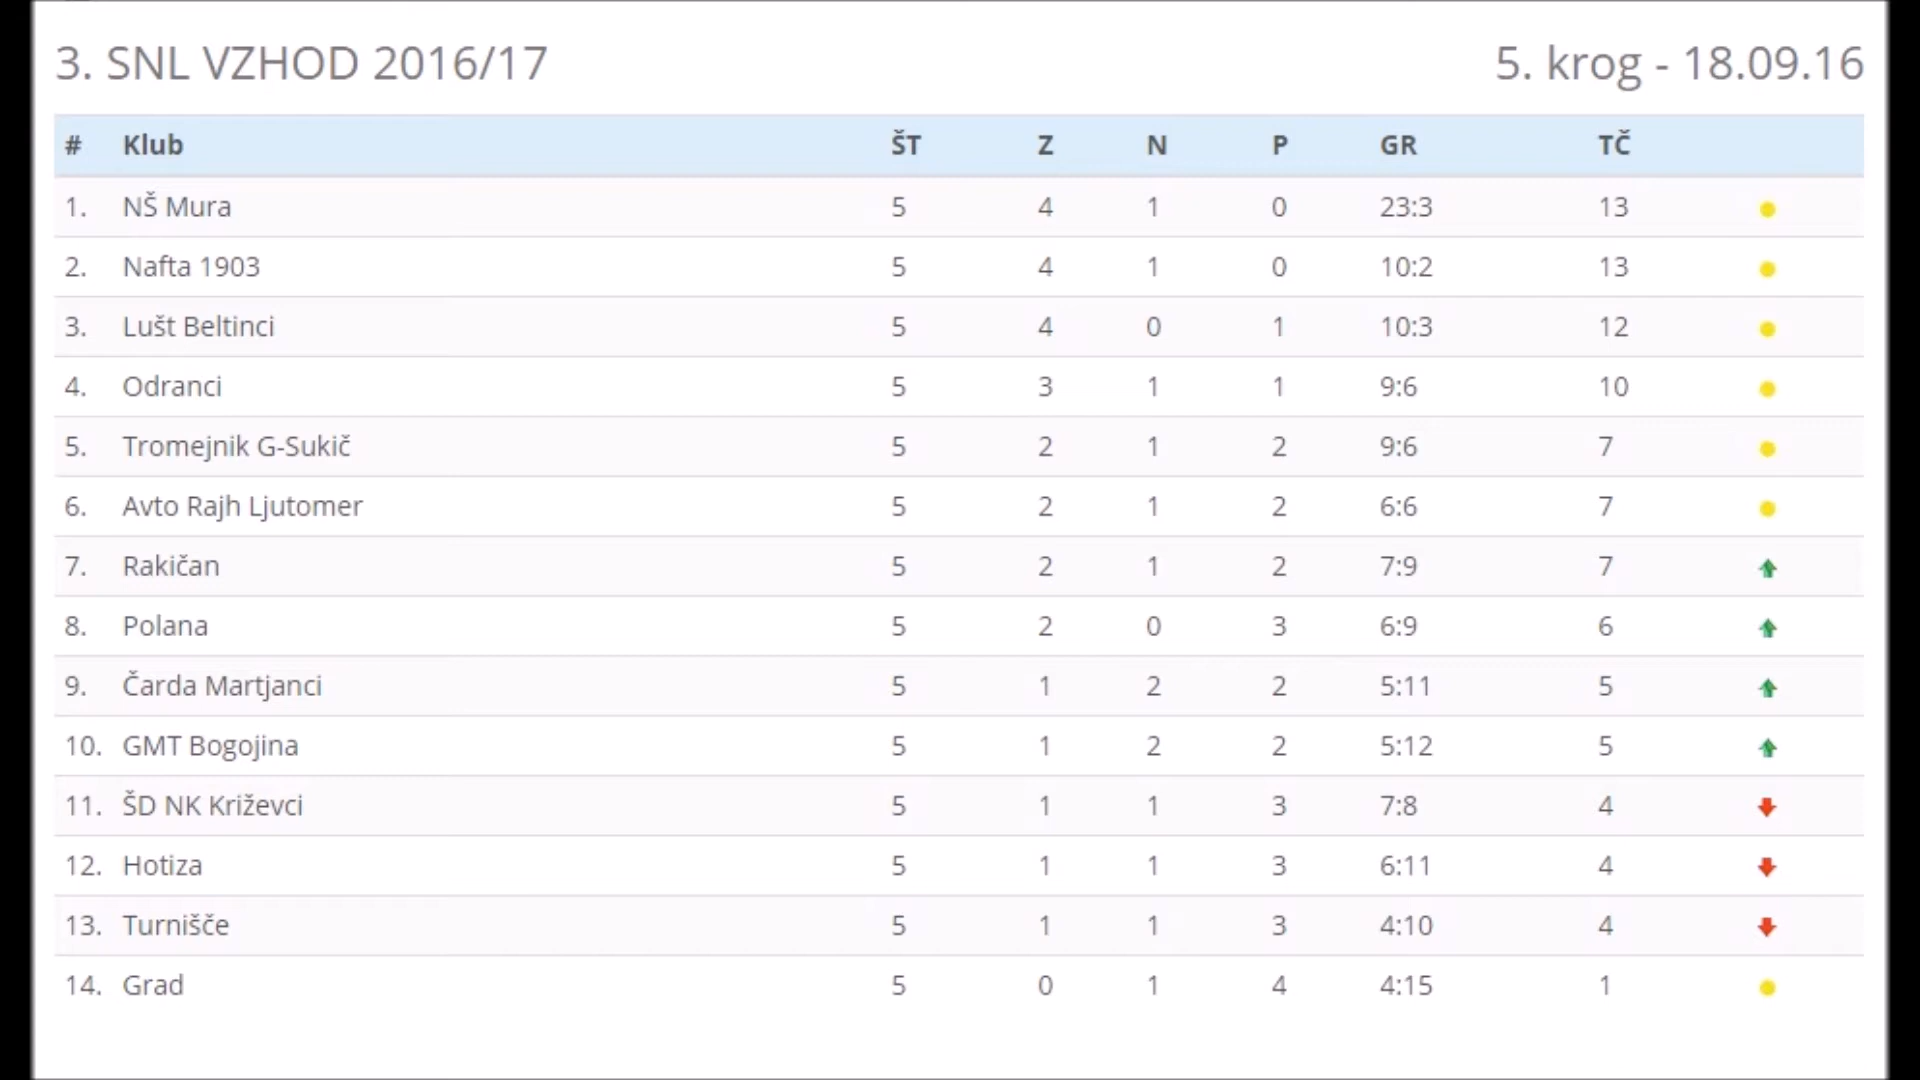 3. SNL VZHOD 2016/17 5. krog - 18.09.16
# Klub ŠT Z N P GR TČ
1. NŠ Mura 5 4 1 0 23:3 13
2. Nafta 1903 5 4 1 0 10:2 13
3. Lušt Beltinci 5 4 0 1 10:3 12
4. Odranci 5 3 1 1 9:6 10
5. Tromejnik G-Sukič 5 2 1 2 9:6 7
6. Avto Rajh Ljutomer 5 2 1 2 6:6 7
7. Rakičan 5 2 1 2 7:9 7
8. Polana 5 2 0 3 6:9 6
9. Čarda Martjanci 5 1 2 2 5:11 5
10. GMT Bogojina 5 1 2 2 5:12 5
11. ŠD NK Križevci 5 1 1 3 7:8 4
12. Hotiza 5 1 1 3 6:11 4
13. Turnišče 5 1 1 3 4:10 4
14. Grad 5 0 1 4 4:15 1